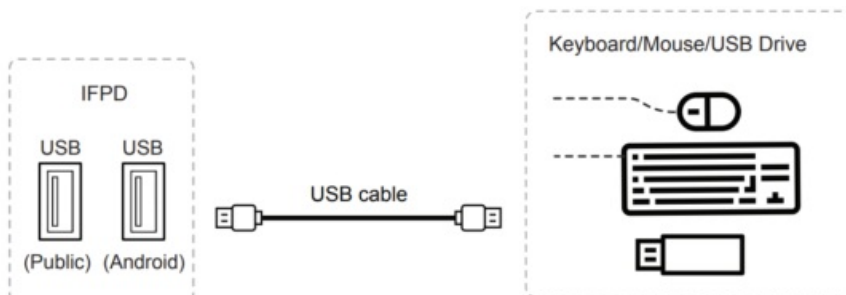 Keyboard/Mouse/USB Drive
IFPD
USB USB
USB cable
(Public) (Android)